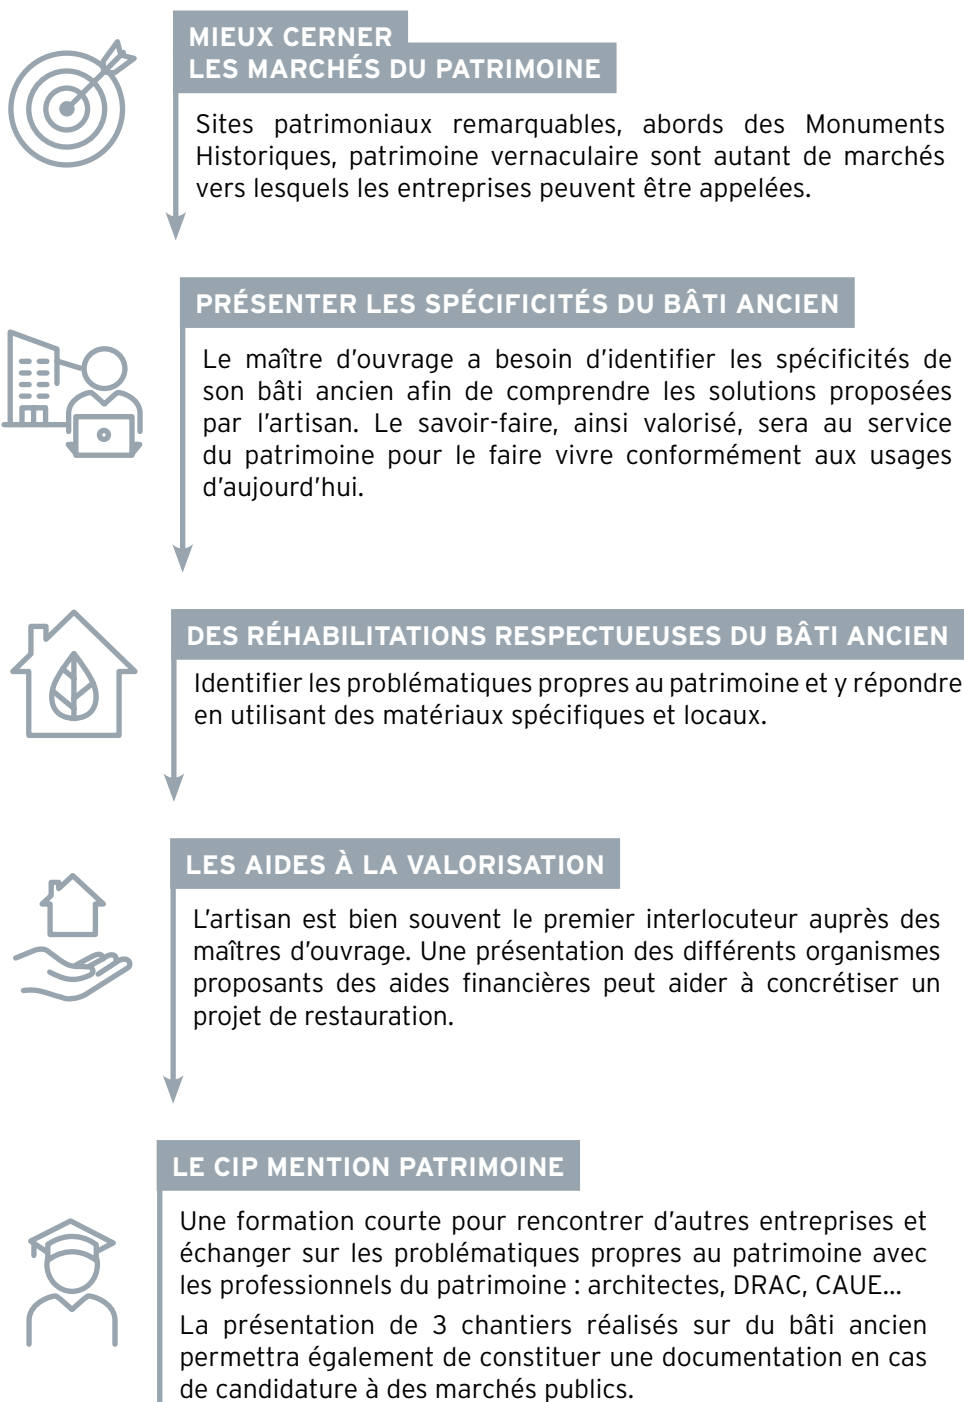 MIEUX CERNER
LES MARCHÉS DU PATRIMOINE
Sites patrimoniaux remarquables, abords des Monuments
Historiques, patrimoine vernaculaire sont autant de marchés
vers lesquels les entreprises peuvent être appelées.
PRÉSENTER LES SPÉCIFICITÉS DU BÂTI ANCIEN
Le maître d’ouvrage a besoin d’identifier les spécificités de
son bâti ancien afin de comprendre les solutions proposées
par l’artisan. Le savoir-faire, ainsi valorisé, sera au service
du patrimoine pour le faire vivre conformément aux usages
d’aujourd’hui.
DES RÉHABILITATIONS RESPECTUEUSES DU BÂTI ANCIEN
Identifier les problématiques propres au patrimoine et y répondre
en utilisant des matériaux spécifiques et locaux.
LES AIDES À LA VALORISATION
L’artisan est bien souvent le premier interlocuteur auprès des
maîtres d’ouvrage. Une présentation des différents organismes
proposants des aides financières peut aider à concrétiser un
projet de restauration.
LE CIP MENTION PATRIMOINE
Une formation courte pour rencontrer d’autres entreprises et
échanger sur les problématiques propres au patrimoine avec
les professionnels du patrimoine : architectes, DRAC, CAUE...
La présentation de 3 chantiers réalisés sur du bâti ancien
permettra également de constituer une documentation en cas
de candidature à des marchés publics.